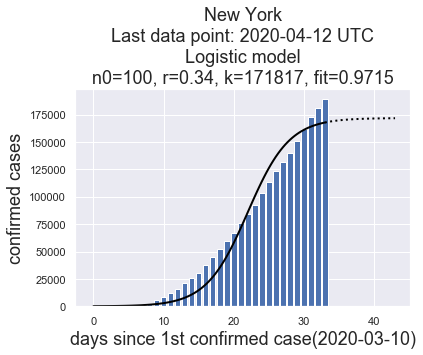 New York
Last data point: 2020-04-12 UTC
Logistic model
n0=100, r=0.34, k=171817, fit=0.9715
175000
150000
125000
100000
75000
50000
25000
0
confirmed cases
0 10 20 30 40
days since 1st confirmed case(2020-03-10)